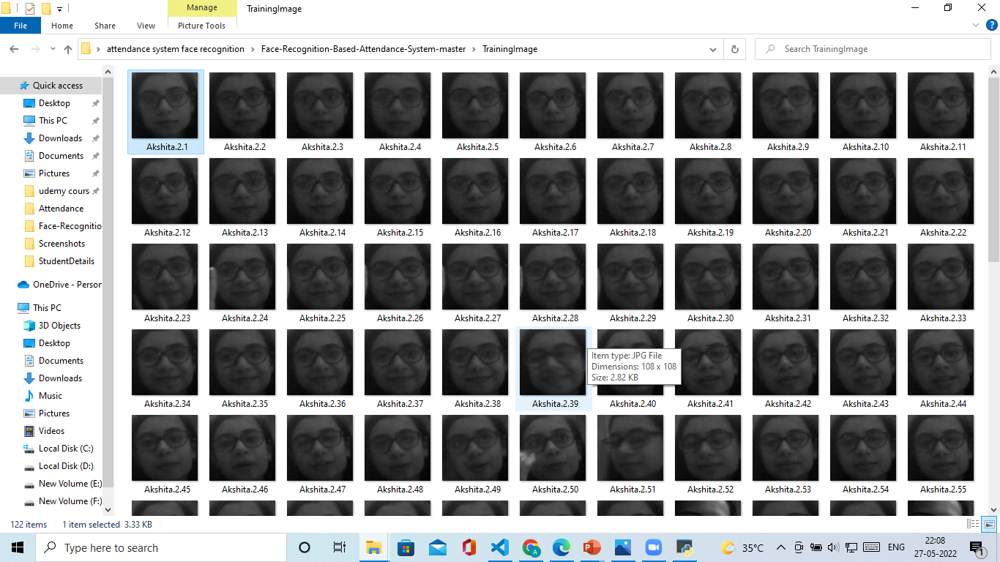 Manage
TrainingImage
File
Home
Share
View
Picture Tools
attendance system face recognition
Face-Recognition-Based-Attendance-System-master
TrainingImage
Search TrainingImage
Quick access
Desktop
This PC
Downloads
Documents
Pictures
udemy cours
Attendance
Face-Recognitio
Screenshots
StudentDetails
OneDrive - Person
This PC
3D Objects
Desktop
Documents
Downloads
Music
Pictures
Videos
Local Disk (C:)
Local Disk (D:)
New Volume (E:)
New Volume (F:)
Akshita.2.1 Akshita.2.2 Akshita.2.3 Akshita.2.4 Akshita.2.5 Akshita.2.6 Akshita.2.7 Akshita.2.8 Akshita.2.9 Akshita.2.10 Akshita.2.11
Akshita.2.12 Akshita.2.13 Akshita.2.14 Akshita.2.15 Akshita.2.16 Akshita.2.17 Akshita.2.18 Akshita.2.19 Akshita.2.20 Akshita.2.21 Akshita.2.22
Akshita.2.23 Akshita.2.24 Akshita.2.25 Akshita.2.26 Akshita.2.27 Akshita.2.28 Akshita.2.29 Akshita.2.30 Akshita.2.31 Akshita.2.32 Akshita.2.33
Item type: JPG File
Dimensions: 108 x 108
Size: 2.82 KB
Akshita.2.34 Akshita.2.35 Akshita.2.36 Akshita.2.37 Akshita.2.38 Akshita.2.39 Akshita.2.40 Akshita.2.41 Akshita.2.42 Akshita.2.43 Akshita.2.44
Akshita.2.45 Akshita.2.46 Akshita.2.47 Akshita.2.48 Akshita.2.49 Akshita.2.50 Akshita.2.51 Akshita.2.52 Akshita.2.53 Akshita.2.54 Akshita.2.55
122 items 1 item selected 3.33 KB
Type here to search
A
P
35°C
ENG
22:08
27-05-2022
1